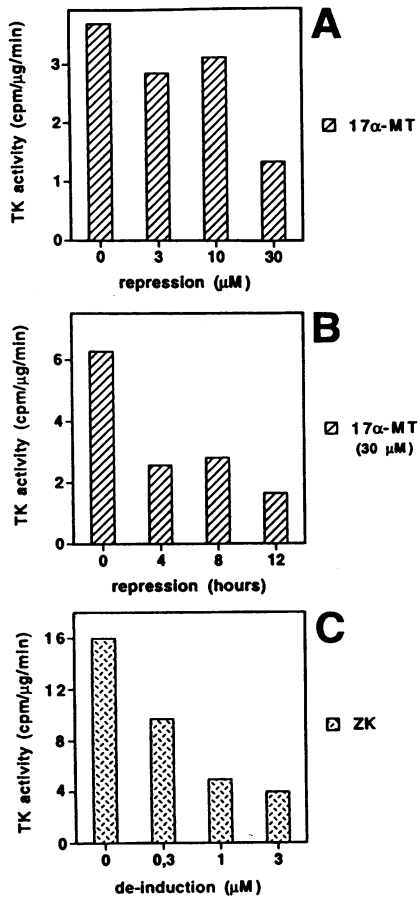 A
TK activity (cpm/µg/min)
3
2
1
0
0 3 10 30
repression (µM)
17α-MT
B
TK activity (cpm/µg/min)
6
4
2
0
0 4 8 12
repression (hours)
17α-MT
(30 µM)
C
TK activity (cpm/µg/min)
16
12
8
4
0
0 0,3 1 3
de-induction (µM)
ZK